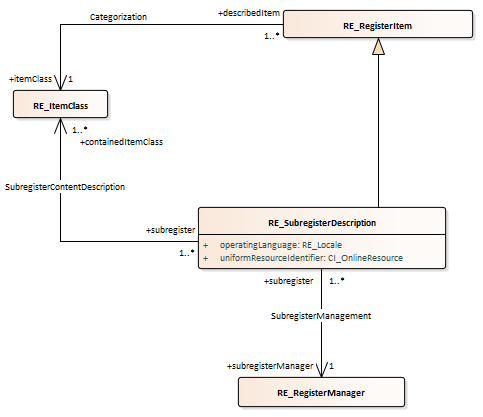 Categorization
+describedItem
RE_RegisterItem
1..*
+itemClass
1
RE_ItemClass
1..*
+containedItemClass
SubregisterContentDescription
+subregister
1..*
RE_SubregisterDescription
+ operatingLanguage: RE_Locale
+ uniformResourceIdentifier: CI_OnlineResource
+subregister
1..*
SubregisterManagement
+subregisterManager
1
RE_RegisterManager